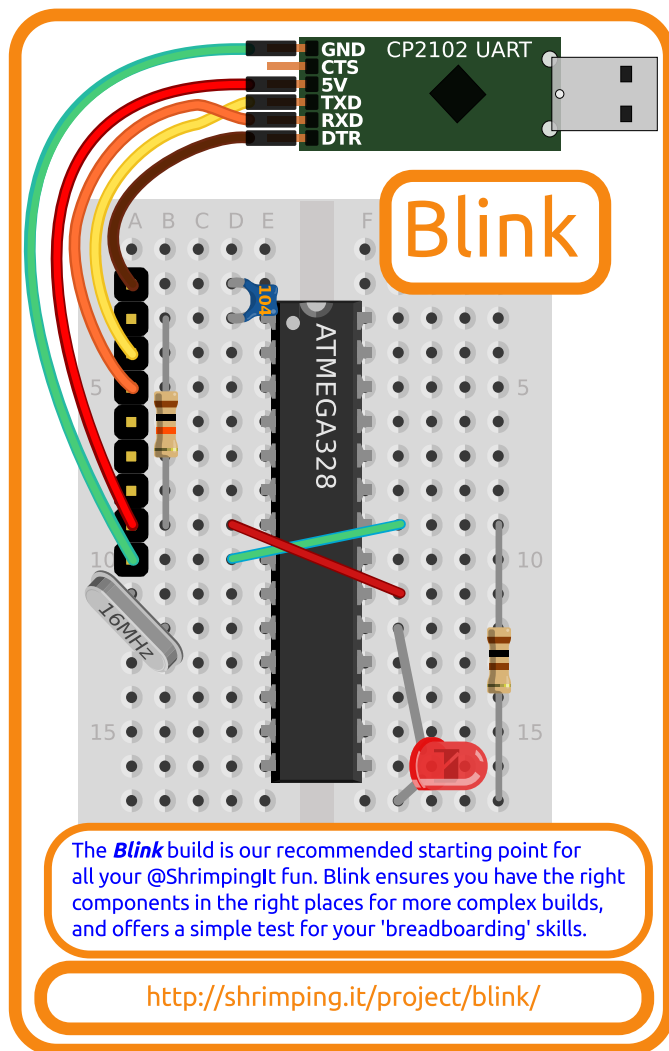 GND CP2102 UART
CTS
5V
TXD
RXD
DTR
Blink
A B C D E F
104
ATMEGA328
5 5
10 10
16MHz
15 15
The Blink build is our recommended starting point for
all your @ShrimpingIt fun. Blink ensures you have the right
components in the right places for more complex builds,
and offers a simple test for your 'breadboarding' skills.
http://shrimping.it/project/blink/